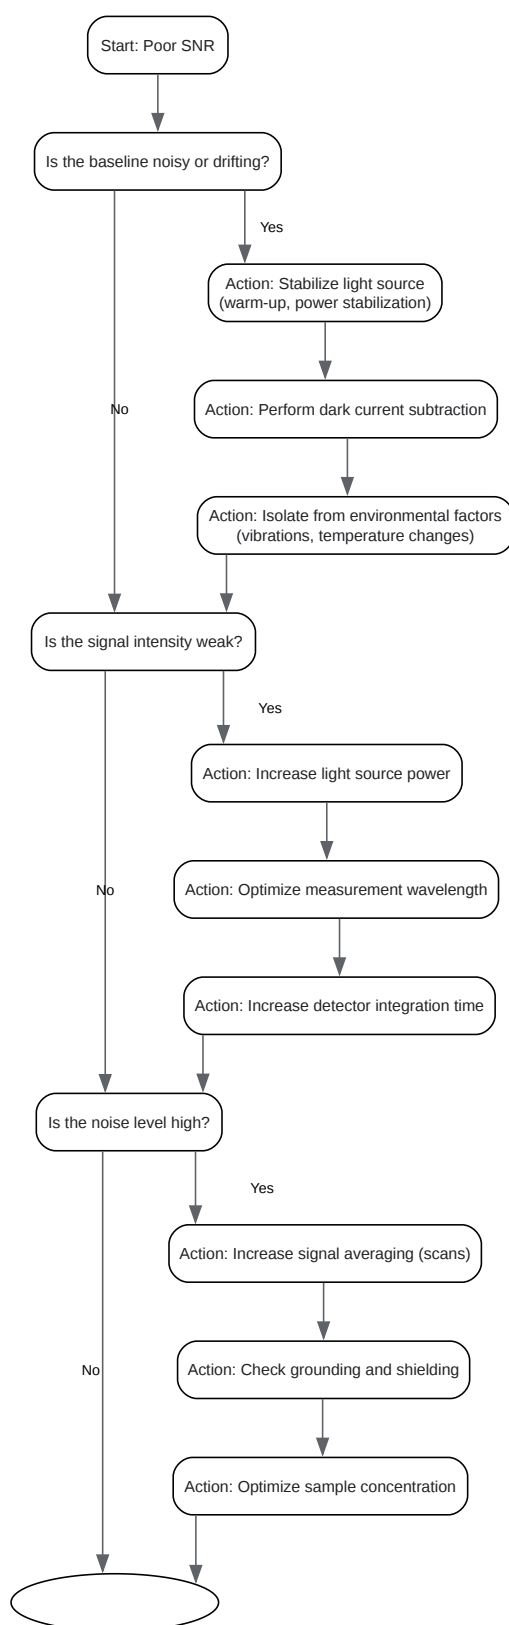 Start: Poor SNR
Is the baseline noisy or drifting?
Yes
Action: Stabilize light source
(warm-up, power stabilization)
No
Action: Perform dark current subtraction
Action: Isolate from environmental factors
(vibrations, temperature changes)
Is the signal intensity weak?
Yes
Action: Increase light source power
No
Action: Optimize measurement wavelength
Action: Increase detector integration time
Is the noise level high?
Yes
Action: Increase signal averaging (scans)
No
Action: Check grounding and shielding
Action: Optimize sample concentration